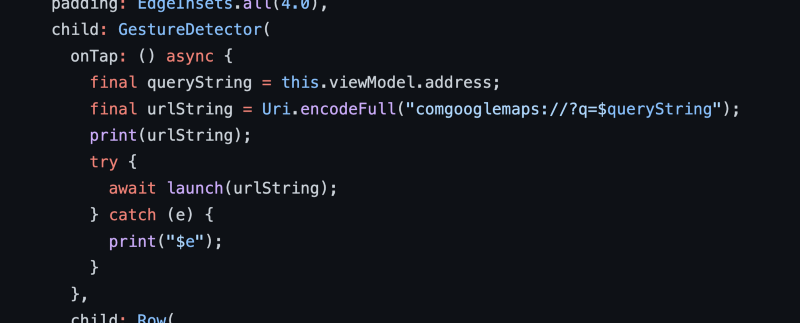 padding: EdgeInsets.all(4.0),
child: GestureDetector(
onTap: () async {
final queryString = this.viewModel.address;
final urlString = Uri.encodeFull("comgooglemaps://?q=$queryString");
print(urlString);
try {
await launch(urlString);
} catch (e) {
print("$e");
}
},
child: Row(